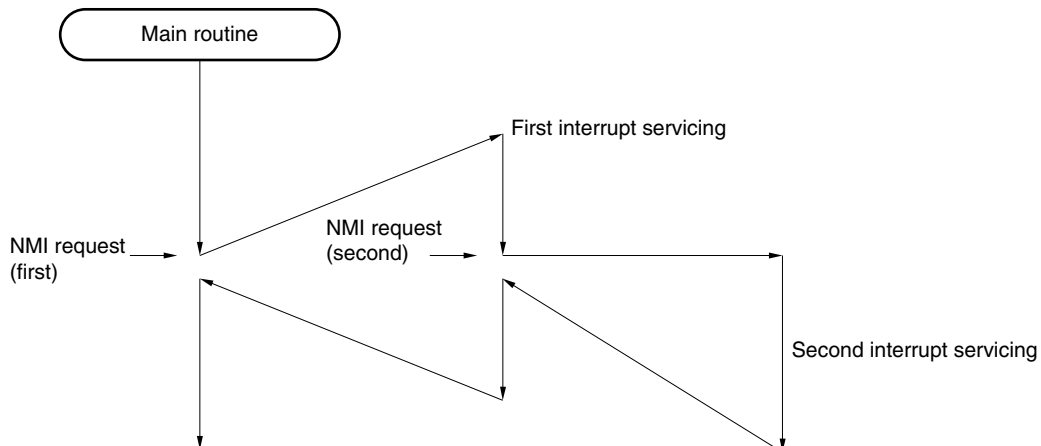 Main routine
First interrupt servicing
NMI request
(first)
NMI request
(second)
Second interrupt servicing